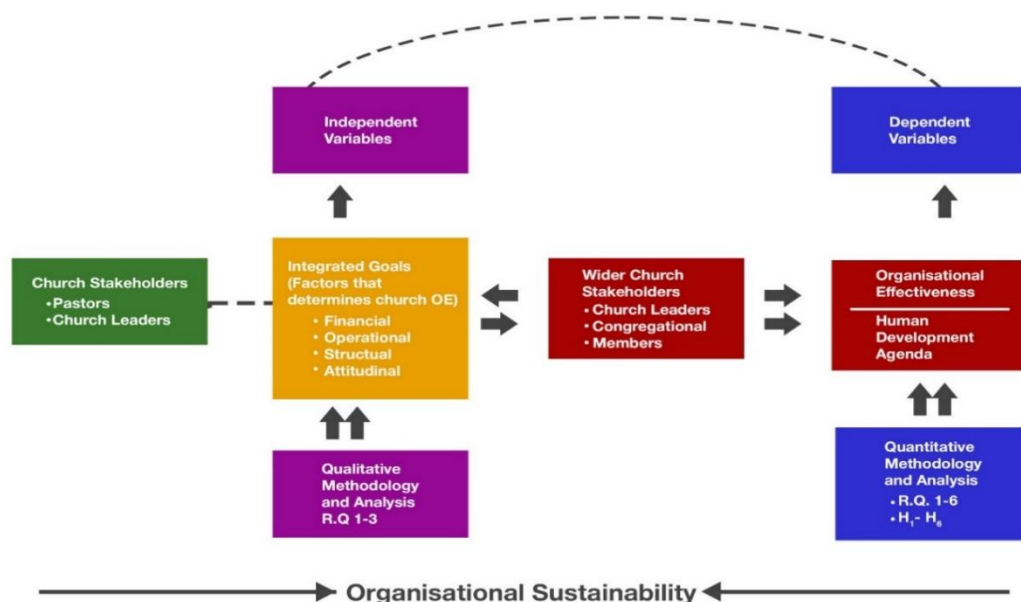 Independent
Variables
Dependent
Variables
Church Stakeholders
• Pastors
• Church Leaders
Integrated Goals
(Factors that
determines church OE)
• Financial
• Operational
• Structual
• Attitudinal
Wider Church
Stakeholders
• Church Leaders
• Congregational
• Members
Organisational
Effectiveness
Human
Development
Agenda
Qualitative
Methodology
and Analysis
R.Q 1-3
Quantitative
Methodology
and Analysis
• R.Q. 1-6
• H₁- H₆
Organisational Sustainability